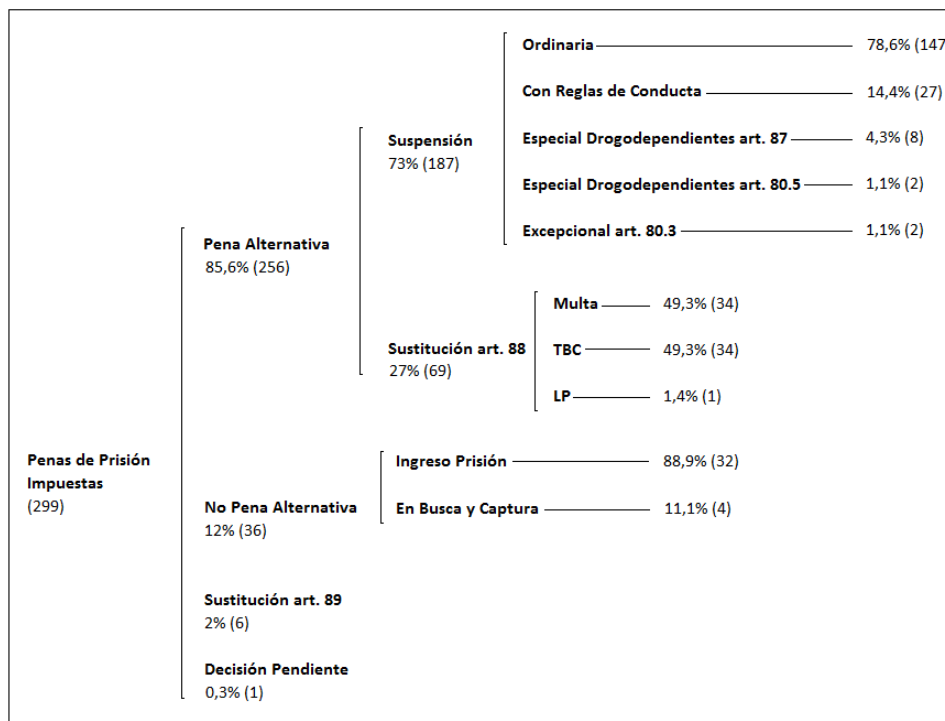 Ordinaria 78,6% (147
Con Reglas de Conducta 14,4% (27)
Suspensión
73% (187)
Especial Drogodependientes art. 87 4,3% (8)
Especial Drogodependientes art. 80.5 1,1% (2)
Excepcional art. 80.3 1,1% (2)
Pena Alternativa
85,6% (256)
Multa 49,3% (34)
Sustitución art. 88
27% (69)
TBC 49,3% (34)
LP 1,4% (1)
Penas de Prisión
Impuestas
(299)
Ingreso Prisión 88,9% (32)
No Pena Alternativa
12% (36)
En Busca y Captura 11,1% (4)
Sustitución art. 89
2% (6)
Decisión Pendiente
0,3% (1)